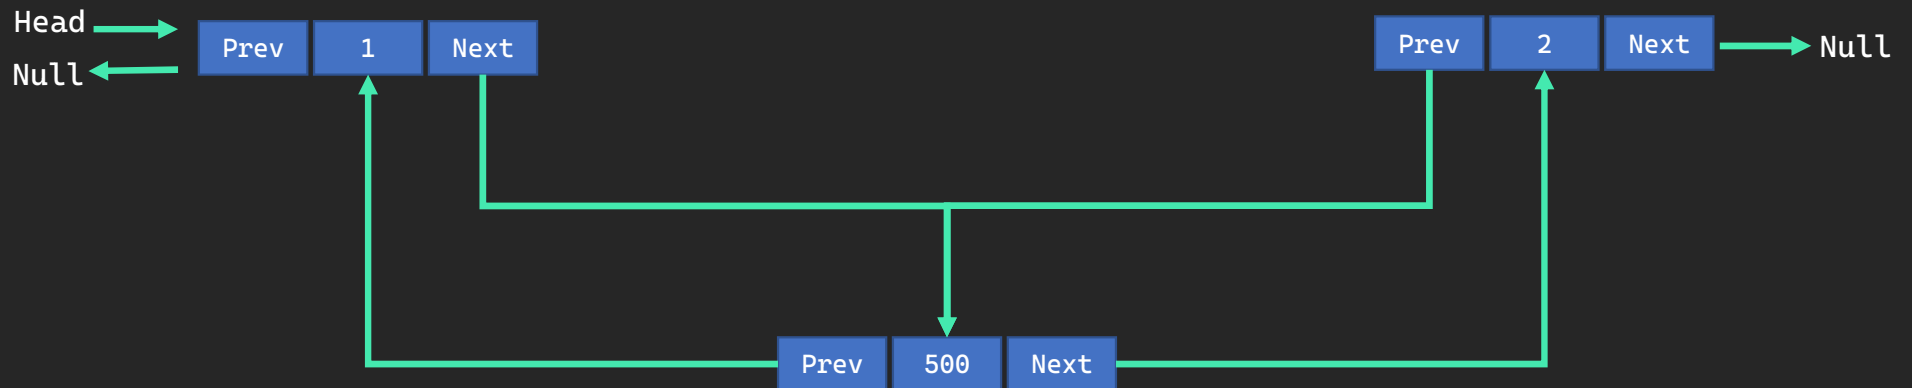 Head
Null
Prev 1 Next
Prev 2 Next
Null
Prev 500 Next